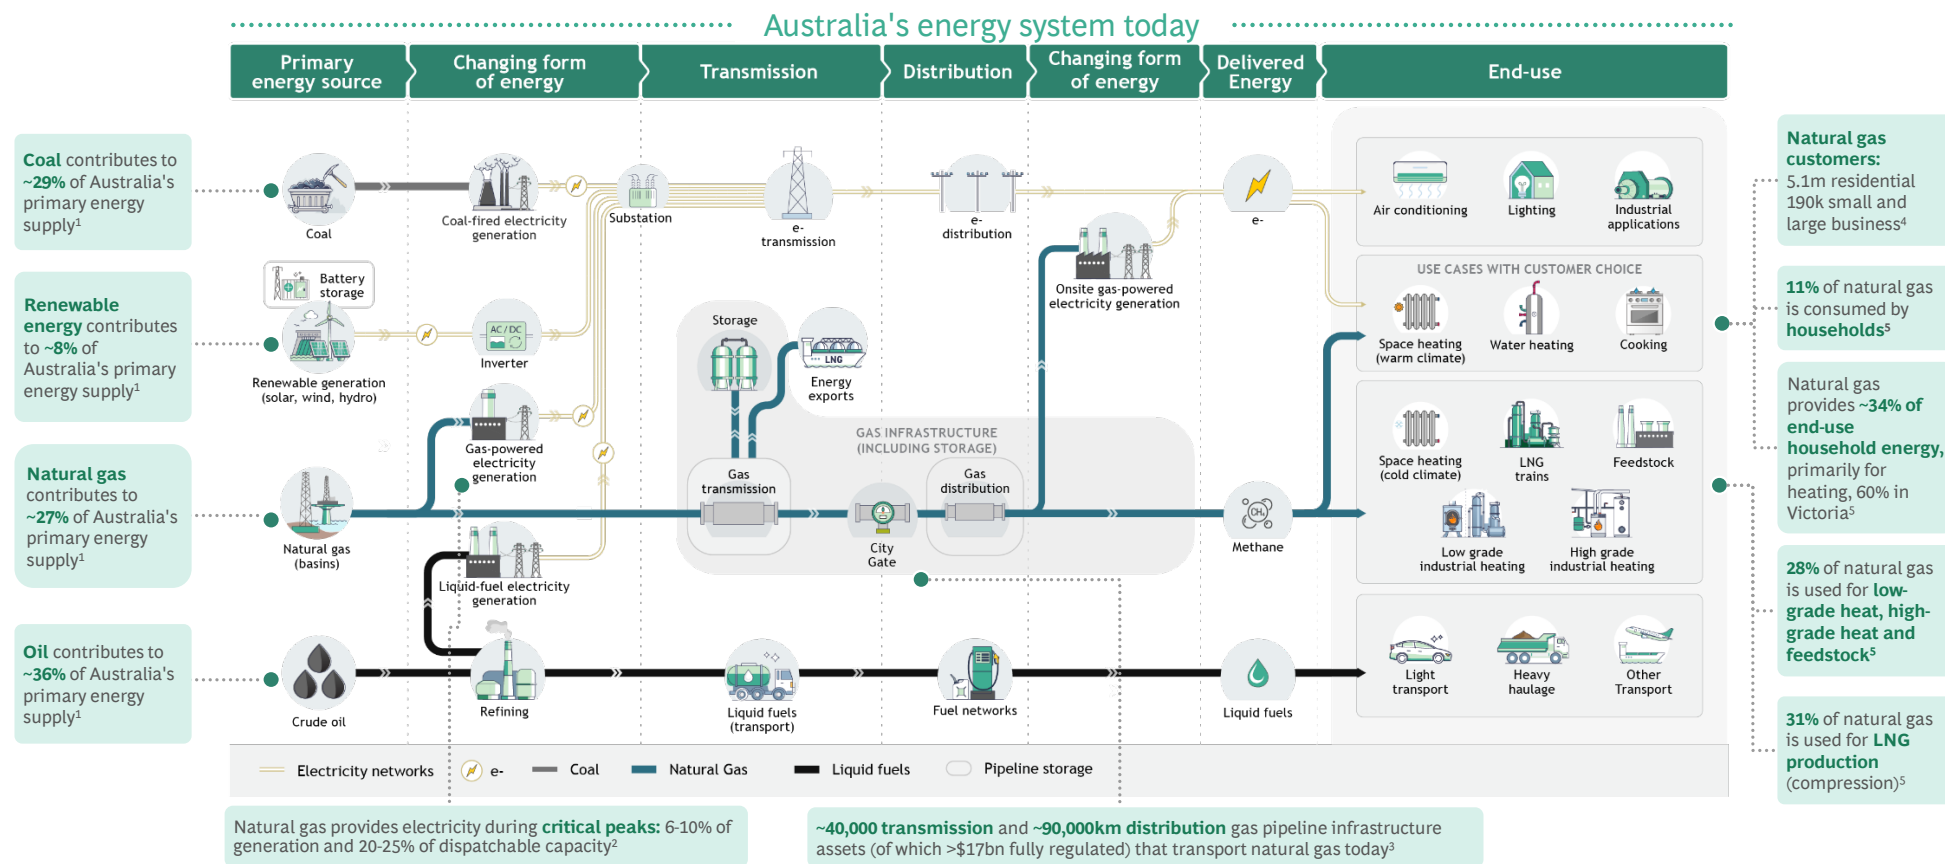 Australia's energy system today
Primary
energy source
Changing form
of energy
Transmission
Distribution
Changing form
of energy
Delivered
Energy
End-use
Coal contributes to
~29% of Australia's
primary energy
supply¹
Renewable
energy contributes
to ~8% of
Australia's primary
energy supply¹
Natural gas
contributes to
~27% of Australia's
primary energy
supply¹
Oil contributes to
~36% of Australia's
primary energy
supply¹
Coal
Battery
storage
Renewable generation
(solar, wind, hydro)
Natural gas
(basins)
Crude oil
Coal-fired electricity
generation
AC/DC
Inverter
Gas-powered
electricity
generation
Liquid-fuel electricity
generation
Refining
Substation
e-
transmission
Storage
LNG
Energy
exports
GAS INFRASTRUCTURE
(INCLUDING STORAGE)
Gas
transmission
City
Gate
Gas
distribution
Liquid fuels
(transport)
e-
distribution
Fuel networks
Onsite gas-powered
electricity generation
e-
CH₄
Methane
Liquid fuels
Air conditioning
Lighting
Industrial
applications
USE CASES WITH CUSTOMER CHOICE
Space heating
(warm climate)
Water heating
Cooking
Space heating
(cold climate)
LNG
trains
Feedstock
Low grade
industrial heating
High grade
industrial heating
Light
transport
Heavy
haulage
Other
Transport
Natural gas
customers:
5.1m residential
190k small and
large business⁴
11% of natural gas
is consumed by
households⁵
Natural gas
provides ~34% of
end-use
household energy,
primarily for
heating, 60% in
Victoria⁵
28% of natural gas
is used for low-
grade heat, high-
grade heat and
feedstock⁵
31% of natural gas
is used for LNG
production
(compression)⁵
Electricity networks
e-
Coal
Natural Gas
Liquid fuels
Pipeline storage
Natural gas provides electricity during critical peaks: 6-10% of
generation and 20-25% of dispatchable capacity²
~40,000 transmission and ~90,000km distribution gas pipeline infrastructure
assets (of which >$17bn fully regulated) that transport natural gas today³